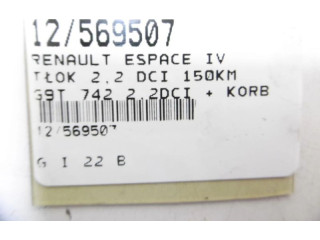 12/569507
RENAULT ESPACE IV
TŁOK 2.2 DCI 150KM
G9T 742 2.2DCI + KORB
12/569507
G I 22 B